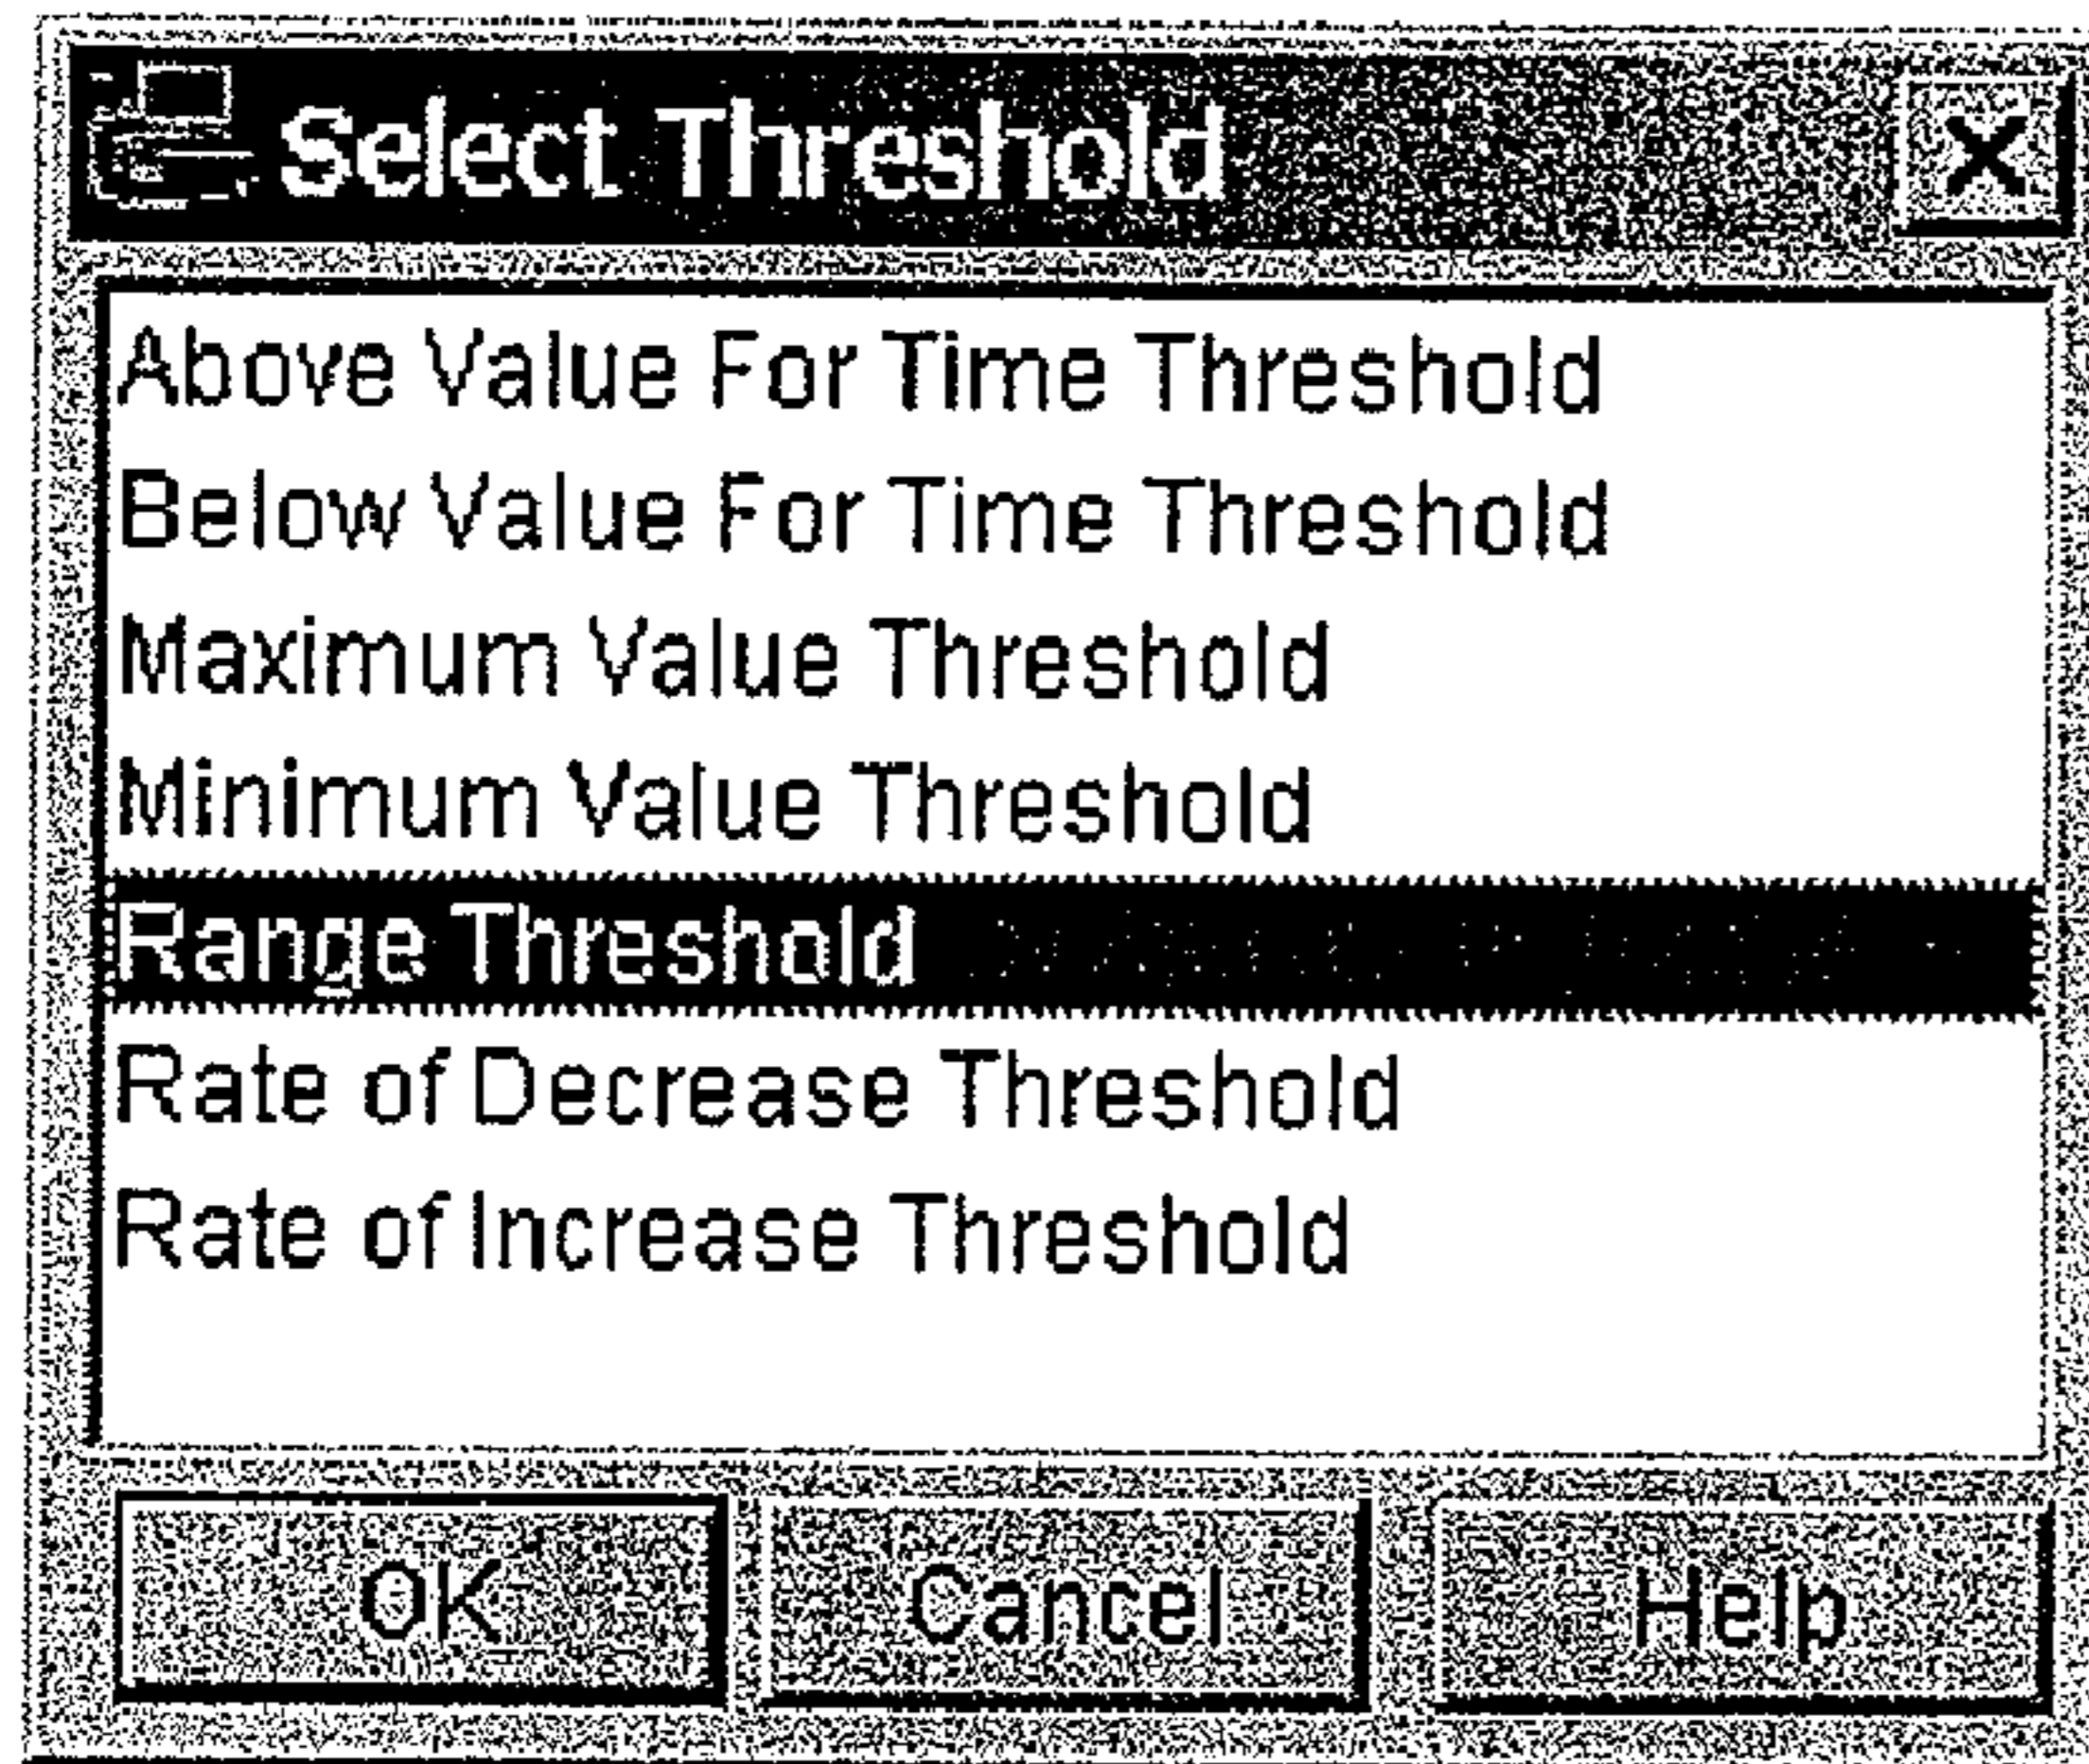 Select Threshold
Above Value For Time Threshold
Below Value For Time Threshold
Maximum Value Threshold
Minimum Value Threshold
Range Threshold
Rate of Decrease Threshold
Rate of Increase Threshold
OK Cancel Help